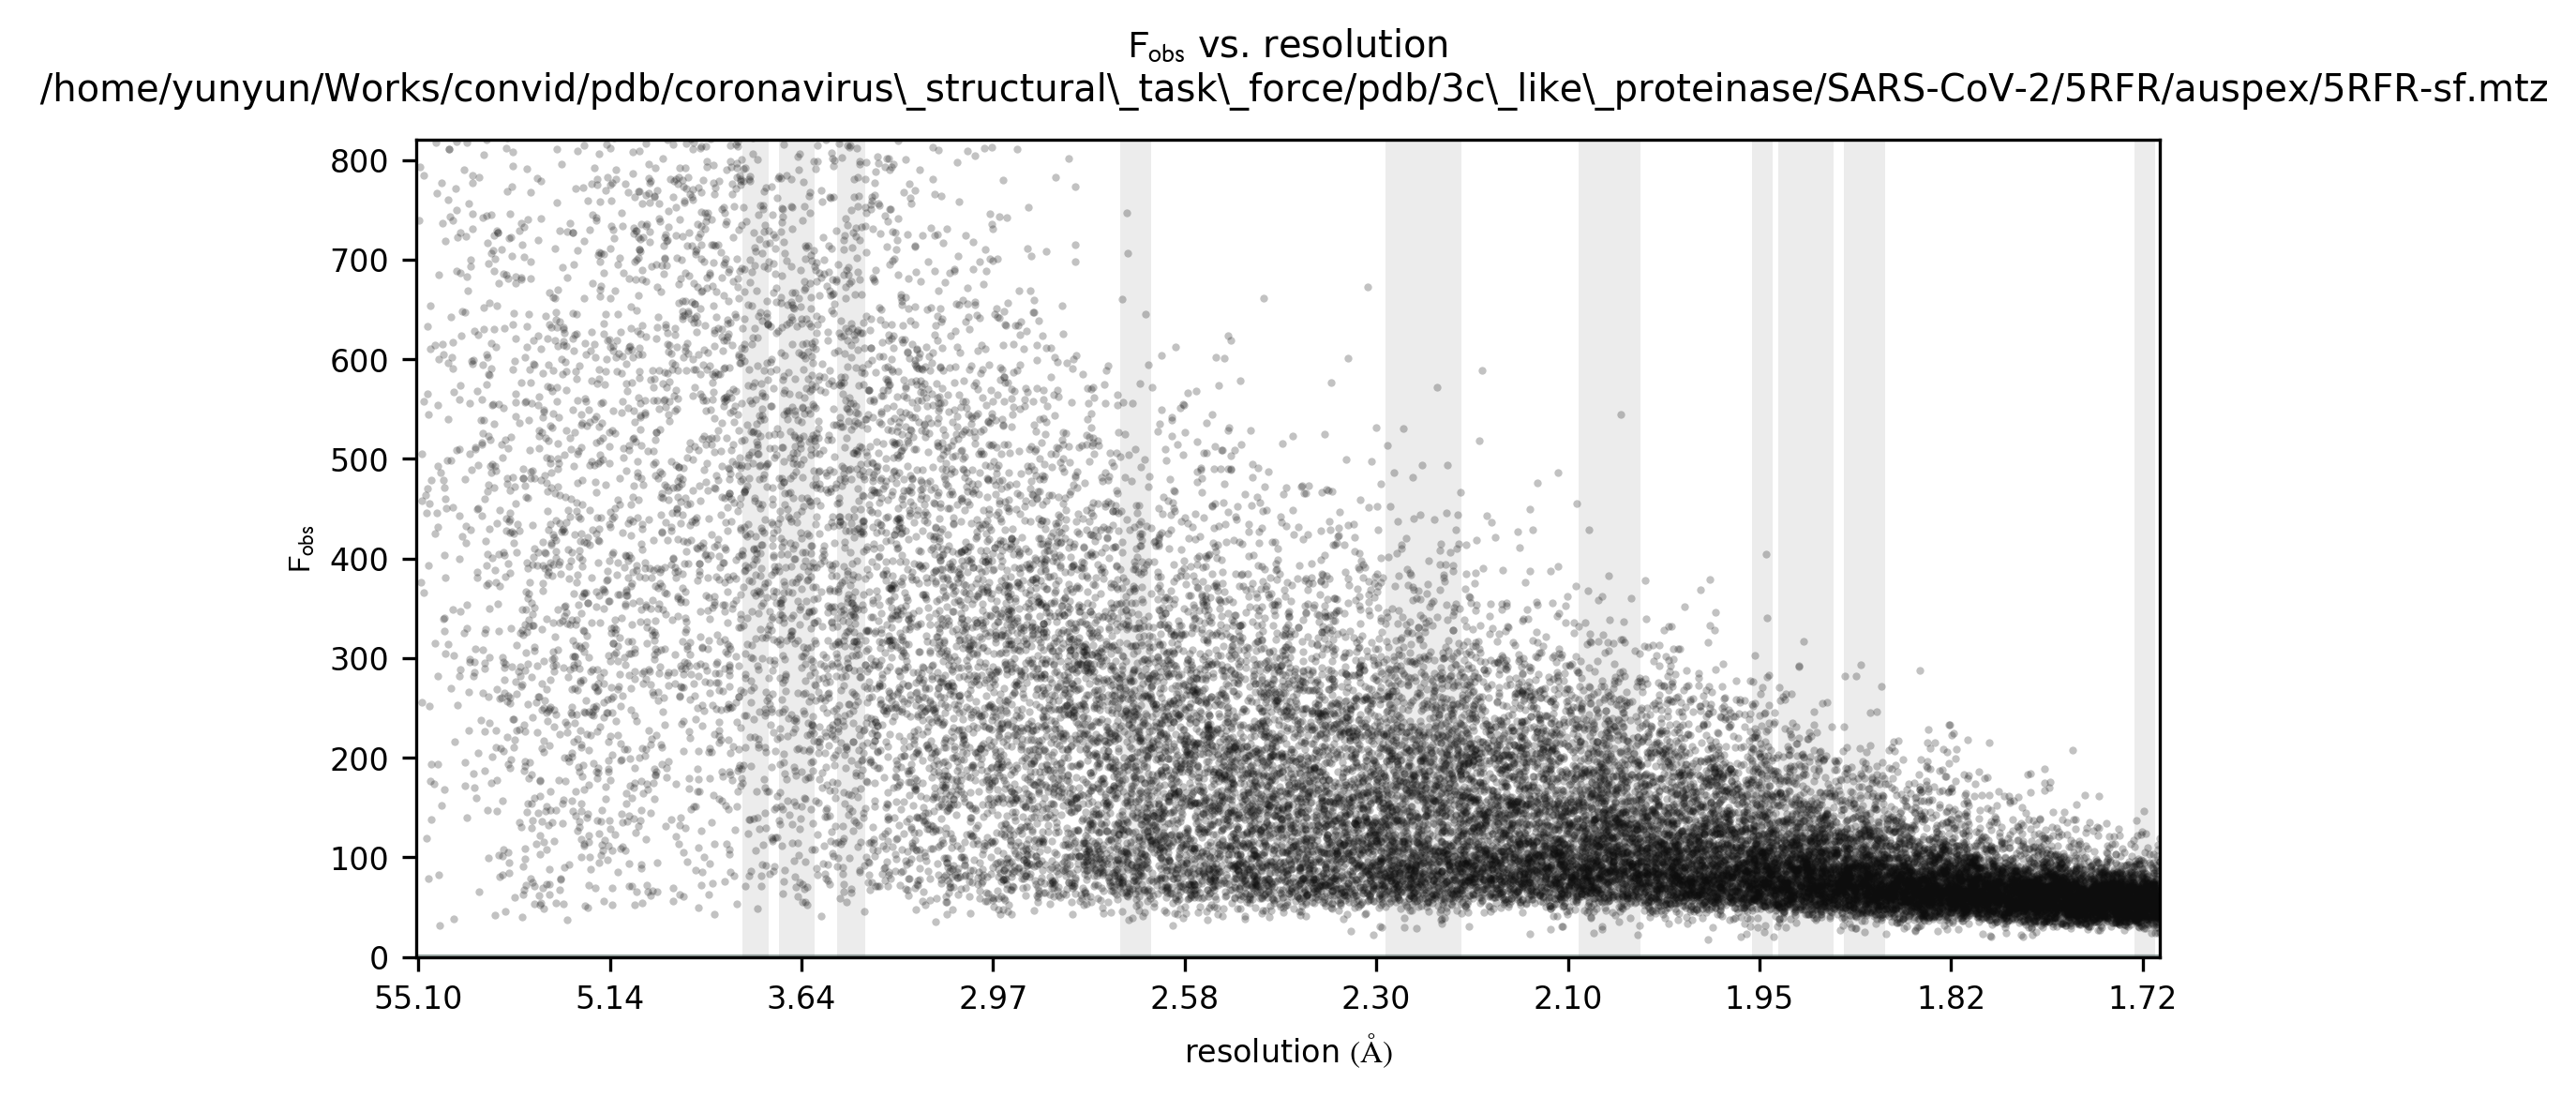 F_obs vs. resolution
/home/yunyun/Works/convid/pdb/coronavirus\_structural\_task\_force/pdb/3c\_like\_proteinase/SARS-CoV-2/5RFR/auspex/5RFR-sf.mtz
800
700
600
500
400
300
200
100
0
F_obs
55.10 5.14 3.64 2.97 2.58 2.30 2.10 1.95 1.82 1.72
resolution (Å)